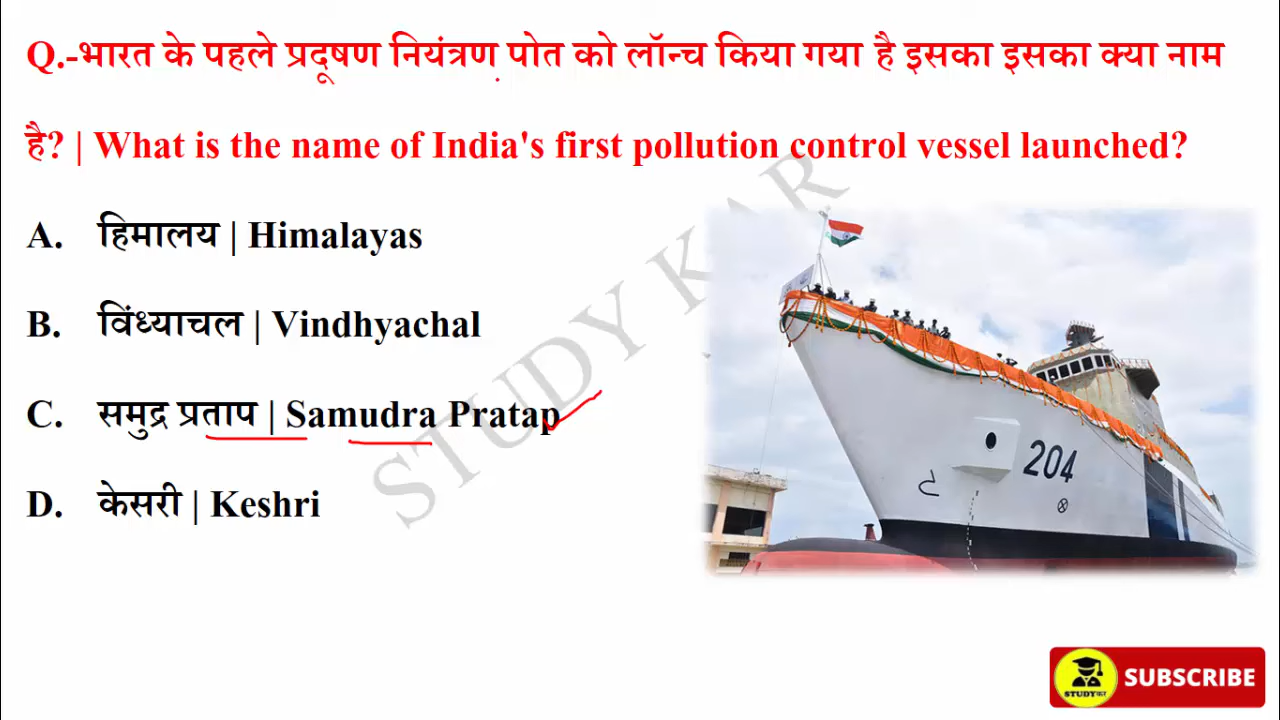 Q.-भारत के पहले प्रदूषण नियंत्रण पोत को लॉन्च किया गया है इसका इसका क्या नाम
है? | What is the name of India's first pollution control vessel launched?
A. हिमालय | Himalayas
B. विंध्याचल | Vindhyachal
C. समुद्र प्रताप | Samudra Pratap
D. केसरी | Keshri
STUDY KAR
204
STUDYकर
SUBSCRIBE